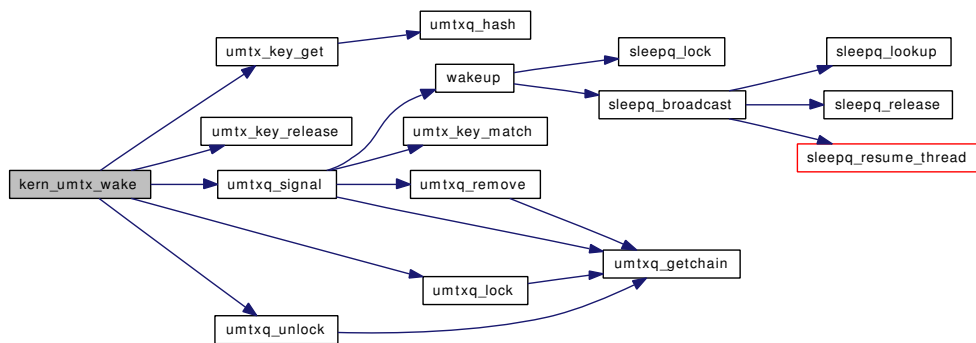 umtxq_hash
umtx_key_get
sleepq_lock
sleepq_lookup
wakeup
sleepq_broadcast
sleepq_release
umtx_key_release
umtx_key_match
sleepq_resume_thread
kern_umtx_wake
umtxq_signal
umtxq_remove
umtxq_getchain
umtxq_lock
umtxq_unlock